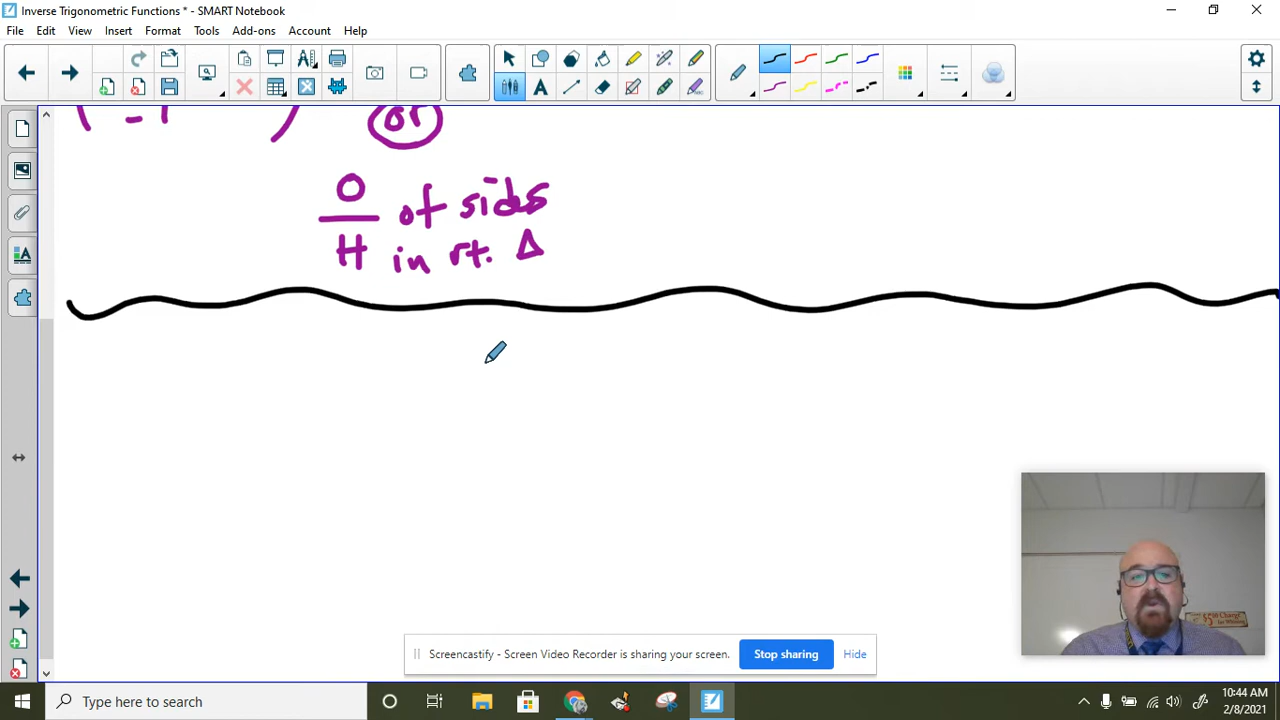 Inverse Trigonometric Functions * - SMART Notebook
File Edit View Insert Format Tools Add-ons Account Help
or
O
H
of sides
in rt. Δ
Screencastify - Screen Video Recorder is sharing your screen. Stop sharing Hide
Type here to search
10:44 AM
2/8/2021